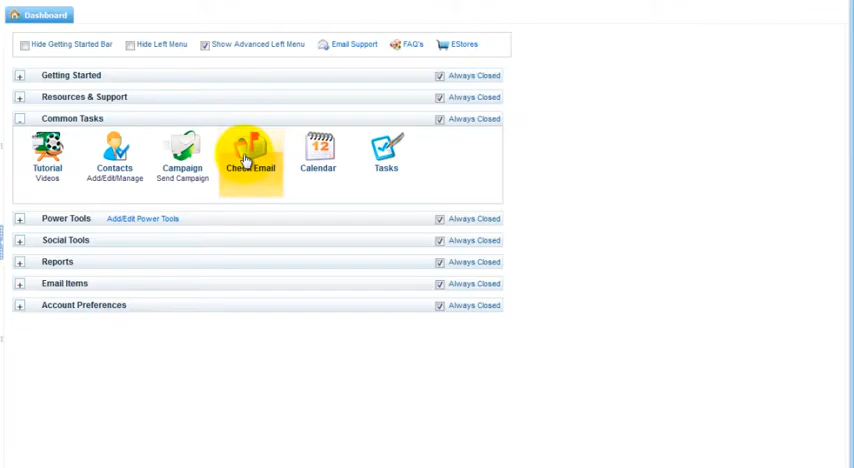 Dashboard
Hide Getting Started Bar Hide Left Menu Show Advanced Left Menu Email Support FAQ's EStores
Getting Started Always Closed
Resources & Support Always Closed
Common Tasks Always Closed
12
Tutorial Contacts Campaign Check Email Calendar Tasks
Videos Add/Edit/Manage Send Campaign
Power Tools Add/Edit Power Tools Always Closed
Social Tools Always Closed
Reports Always Closed
Email Items Always Closed
Account Preferences Always Closed